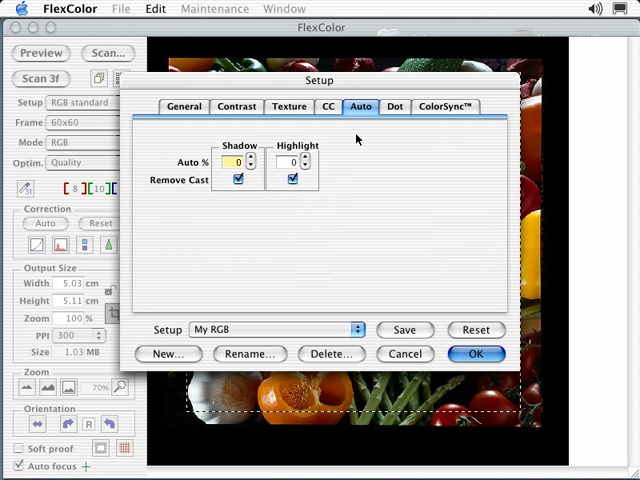 FlexColor File Edit Maintenance Window
FlexColor
Preview Scan...
Scan 3f
Setup RGB standard
Frame 60x60
Mode RGB
Optim. Quality
[ 8 ] [ 10 ] [
Correction
Auto Reset
Output Size
Width 5.03 cm
Height 5.11 cm
Zoom 100 %
PPI 300
Size 1.03 MB
Zoom
70%
Orientation
R
Soft proof
Auto focus
Setup
General Contrast Texture CC Auto Dot ColorSync™
Shadow Highlight
Auto % 0 0
Remove Cast
Setup My RGB Save Reset
New... Rename... Delete... Cancel OK